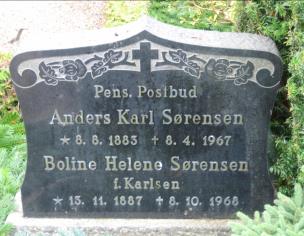 Pens. Postbud
Anders Karl Sørensen
* 8. 8. 1883 + 8. 4. 1967
Boline Helene Sørensen
f. Karlsen
* 13. 11. 1887 + 8. 10. 1968